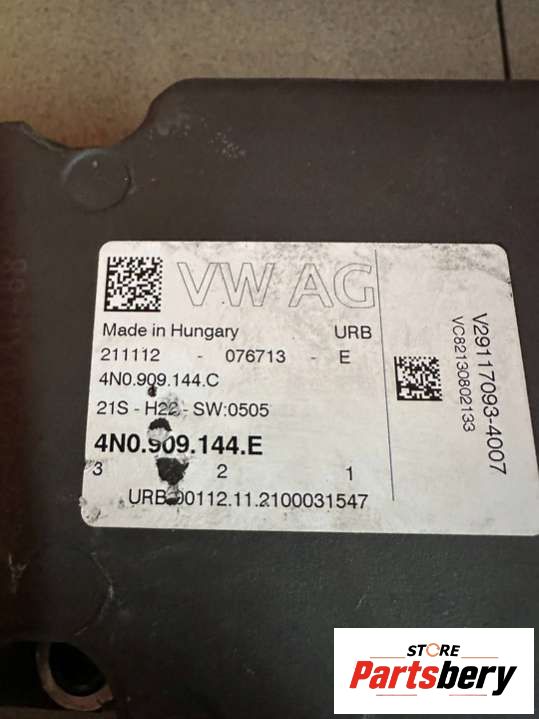 VW AG
Made in Hungary URB
211112 - 076713 - E
4N0.909.144.C
21S - H22 - SW:0505
4N0.909.144.E
3 2 1
URB 00112.11.2100031547
V29117093-4007
VC82130802133
STORE
Partsbery